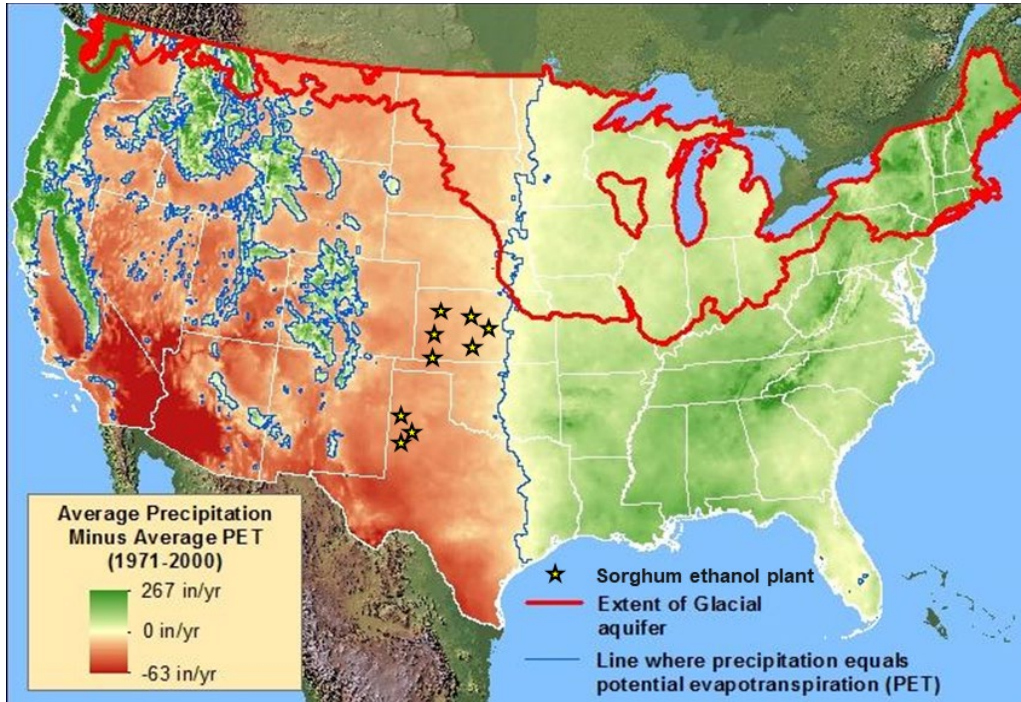 Average Precipitation
Minus Average PET
(1971-2000)
267 in/yr
0 in/yr
-63 in/yr
Sorghum ethanol plant
Extent of Glacial
aquifer
Line where precipitation equals
potential evapotranspiration (PET)